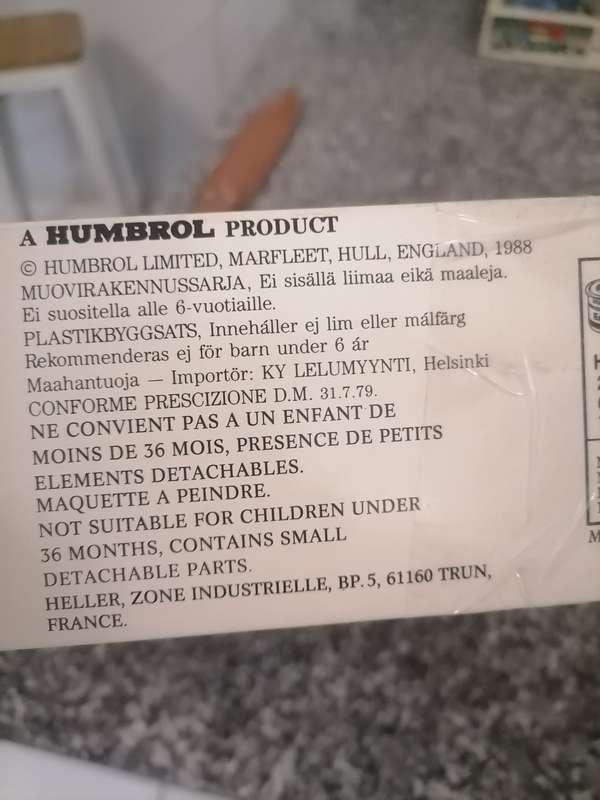 A HUMBROL PRODUCT
© HUMBROL LIMITED, MARFLEET, HULL, ENGLAND, 1988
MUOVIRAKENNUSSARJA, Ei sisällä liimaa eikä maaleja.
Ei suositella alle 6-vuotiaille.
PLASTIKBYGGSATS, Innehåller ej lim eller målfärg
Rekommenderas ej för barn under 6 år
Maahantuoja — Importör: KY LELUMYYNTI, Helsinki
CONFORME PRESCIZIONE D.M. 31.7.79.
NE CONVIENT PAS A UN ENFANT DE
MOINS DE 36 MOIS, PRESENCE DE PETITS
ELEMENTS DETACHABLES.
MAQUETTE A PEINDRE.
NOT SUITABLE FOR CHILDREN UNDER
36 MONTHS, CONTAINS SMALL
DETACHABLE PARTS.
HELLER, ZONE INDUSTRIELLE, BP.5, 61160 TRUN,
FRANCE.